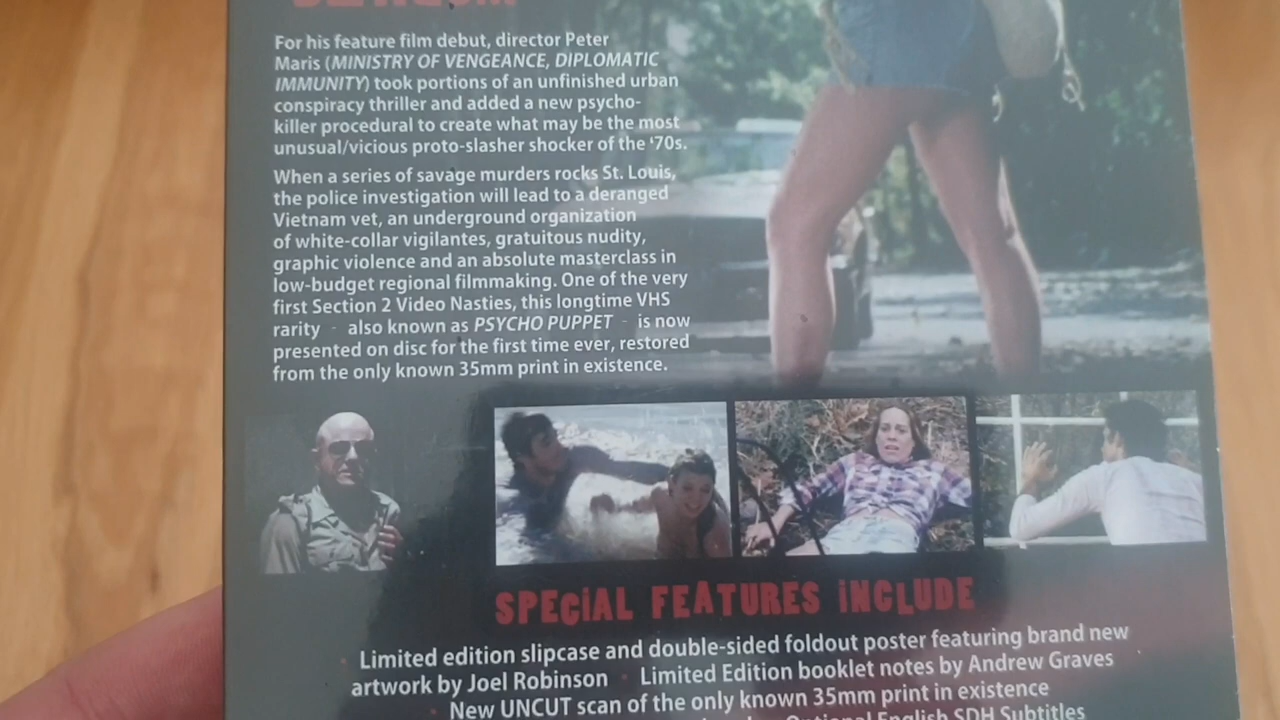 For his feature film debut, director Peter
Maris (MINISTRY OF VENGEANCE, DIPLOMATIC
IMMUNITY) took portions of an unfinished urban
conspiracy thriller and added a new psycho-
killer procedural to create what may be the most
unusual/vicious proto-slasher shocker of the ‘70s.
When a series of savage murders rocks St. Louis,
the police investigation will lead to a deranged
Vietnam vet, an underground organization
of white-collar vigilantes, gratuitous nudity,
graphic violence and an absolute masterclass in
low-budget regional filmmaking. One of the very
first Section 2 Video Nasties, this longtime VHS
rarity - also known as PSYCHO PUPPET - is now
presented on disc for the first time ever, restored
from the only known 35mm print in existence.
SPECIAL FEATURES INCLUDE
Limited edition slipcase and double-sided foldout poster featuring brand new
artwork by Joel Robinson Limited Edition booklet notes by Andrew Graves
New UNCUT scan of the only known 35mm print in existence
Optional English SDH Subtitles